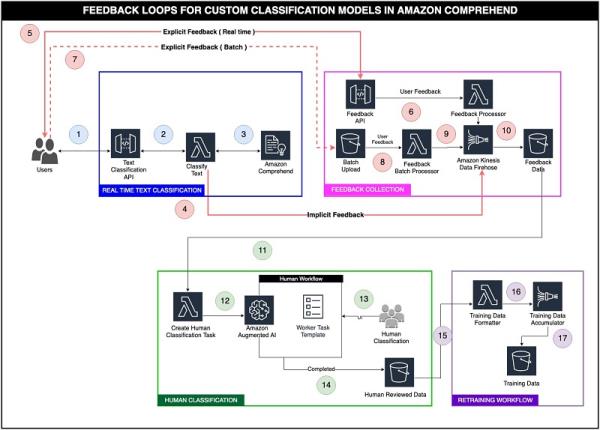 FEEDBACK LOOPS FOR CUSTOM CLASSIFICATION MODELS IN AMAZON COMPREHEND
5
Explicit Feedback ( Real time )
Explicit Feedback ( Batch )
7
User Feedback
6
Feedback
API
Feedback Processor
1
2
3
Users
Text
Classification
API
Classify
Text
Amazon
Comprehend
User
Feedback
8
9
10
Batch
Upload
Feedback
Batch Processor
Amazon Kinesis
Data Firehose
Feedback
Data
REAL TIME TEXT CLASSIFICATION
FEEDBACK COLLECTION
4
Implicit Feedback
11
Human Workflow
12
13
UI
Create Human
Classification Task
Amazon
Augmented AI
Worker Task
Template
Human
Classification
Completed
14
Human Reviewed Data
HUMAN CLASSIFICATION
15
16
Training Data
Formatter
Training Data
Accumulator
17
Training Data
RETRAINING WORKFLOW